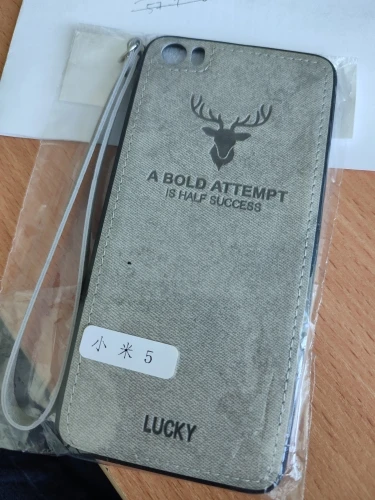 A BOLD ATTEMPT
IS HALF SUCCESS
小米5
LUCKY